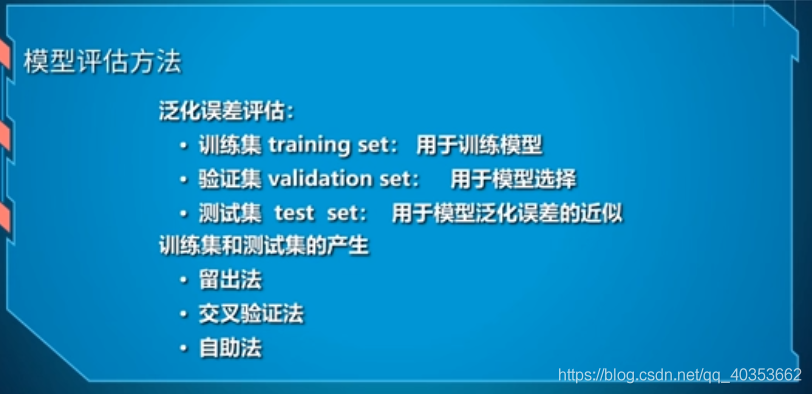 模型评估方法
泛化误差评估：
• 训练集 training set： 用于训练模型
• 验证集 validation set： 用于模型选择
• 测试集 test set： 用于模型泛化误差的近似
训练集和测试集的产生
• 留出法
• 交叉验证法
• 自助法
https://blog.csdn.net/qq_40353662